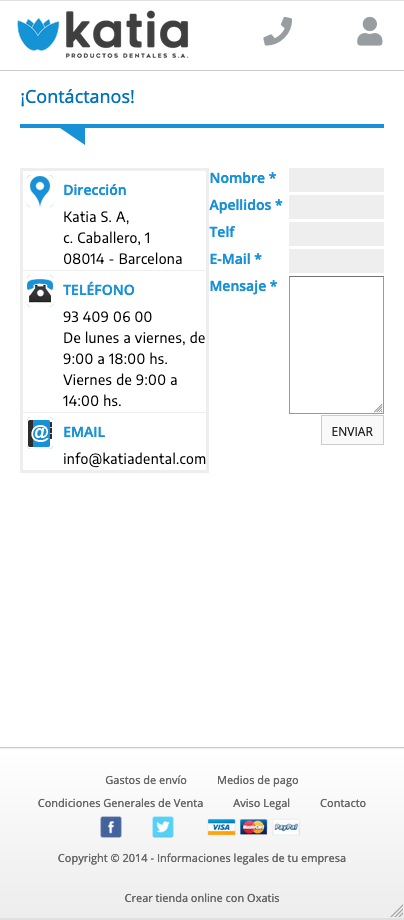 katia
PRODUCTOS DENTALES S.A.
¡Contáctanos!
Dirección
Katia S. A,
c. Caballero, 1
08014 - Barcelona
TELÉFONO
93 409 06 00
De lunes a viernes, de
9:00 a 18:00 hs.
Viernes de 9:00 a
14:00 hs.
@
EMAIL
info@katiadental.com
Nombre *
Apellidos *
Telf
E-Mail *
Mensaje *
ENVIAR
Gastos de envío Medios de pago
Condiciones Generales de Venta Aviso Legal Contacto
f VISA MasterCard PayPal
Copyright © 2014 - Informaciones legales de tu empresa
Crear tienda online con Oxatis